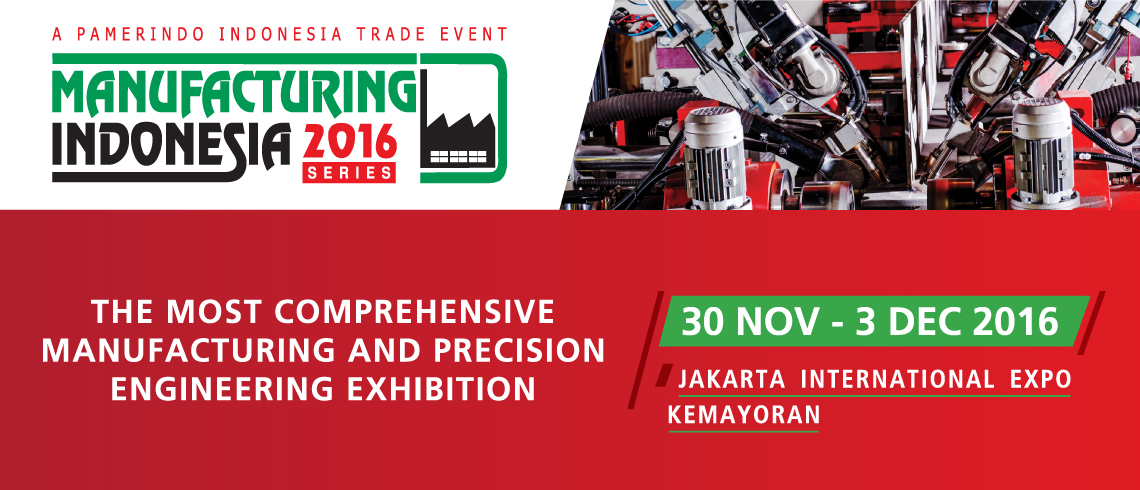 A PAMERINDO INDONESIA TRADE EVENT
MANUFACTURING
INDONESIA 2016
SERIES
THE MOST COMPREHENSIVE
MANUFACTURING AND PRECISION
ENGINEERING EXHIBITION
30 NOV - 3 DEC 2016
JAKARTA INTERNATIONAL EXPO
KEMAYORAN